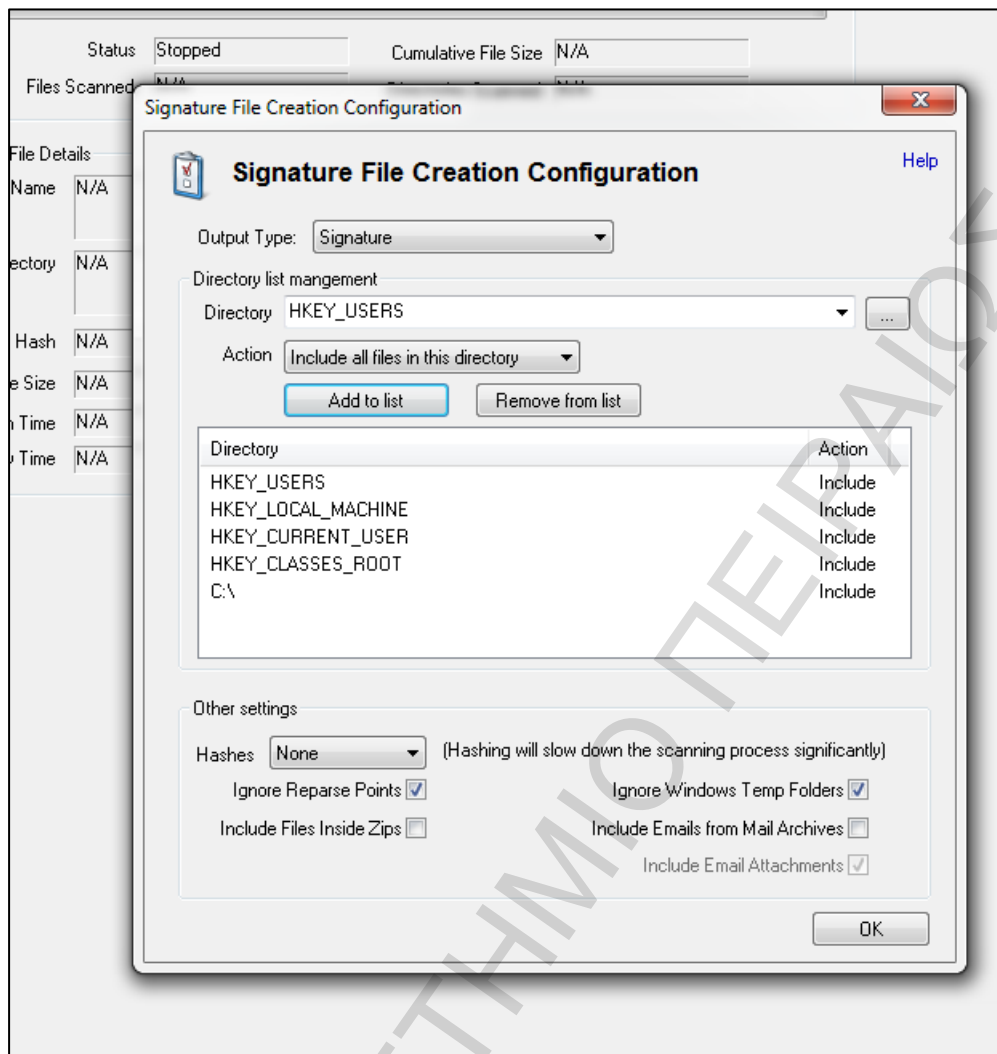 Status Stopped Cumulative File Size N/A
Files Scanned N/A
Signature File Creation Configuration
File Details
Signature File Creation Configuration Help
Name N/A
Output Type: Signature
ectory N/A
Directory list mangement
Directory HKEY_USERS ...
Hash N/A
Action Include all files in this directory
e Size N/A
Add to list Remove from list
n Time N/A
Time N/A
Directory Action
HKEY_USERS Include
HKEY_LOCAL_MACHINE Include
HKEY_CURRENT_USER Include
HKEY_CLASSES_ROOT Include
C:\ Include
Other settings
Hashes None (Hashing will slow down the scanning process significantly)
Ignore Reparse Points Ignore Windows Temp Folders
Include Files Inside Zips Include Emails from Mail Archives
Include Email Attachments
OK
ΤΗΜΙΟ ΠΕΙΡΑΙΩ